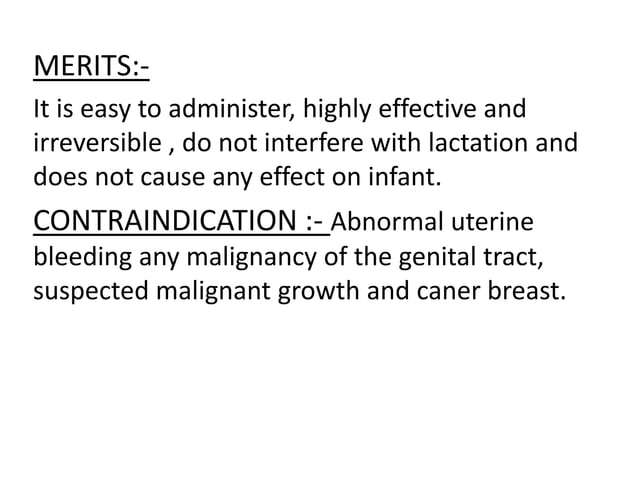 MERITS:-
It is easy to administer, highly effective and
irreversible , do not interfere with lactation and
does not cause any effect on infant.
CONTRAINDICATION :- Abnormal uterine
bleeding any malignancy of the genital tract,
suspected malignant growth and caner breast.